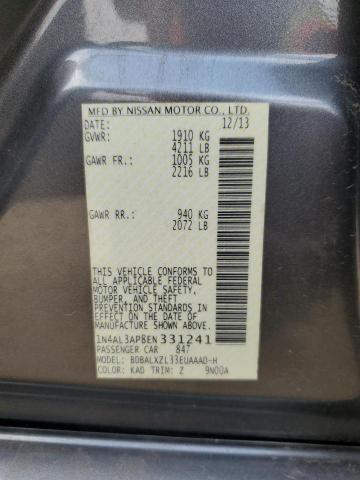 MFD BY NISSAN MOTOR CO., LTD.
DATE: 12/13
GVWR: 1910 KG
4211 LB
GAWR FR.: 1005 KG
2216 LB
GAWR RR.: 940 KG
2072 LB
THIS VEHICLE CONFORMS TO
ALL APPLICABLE FEDERAL
MOTOR VEHICLE SAFETY,
BUMPER, AND THEFT
PREVENTION STANDARDS IN
EFFECT ON THE DATE OF
MANUFACTURE SHOWN ABOVE.
1N4AL3AP8EN331241
PASSENGER CAR 847
MODEL: BDBALXZL33EUAAAD-H
COLOR: KAD TRIM: Z 9N00A